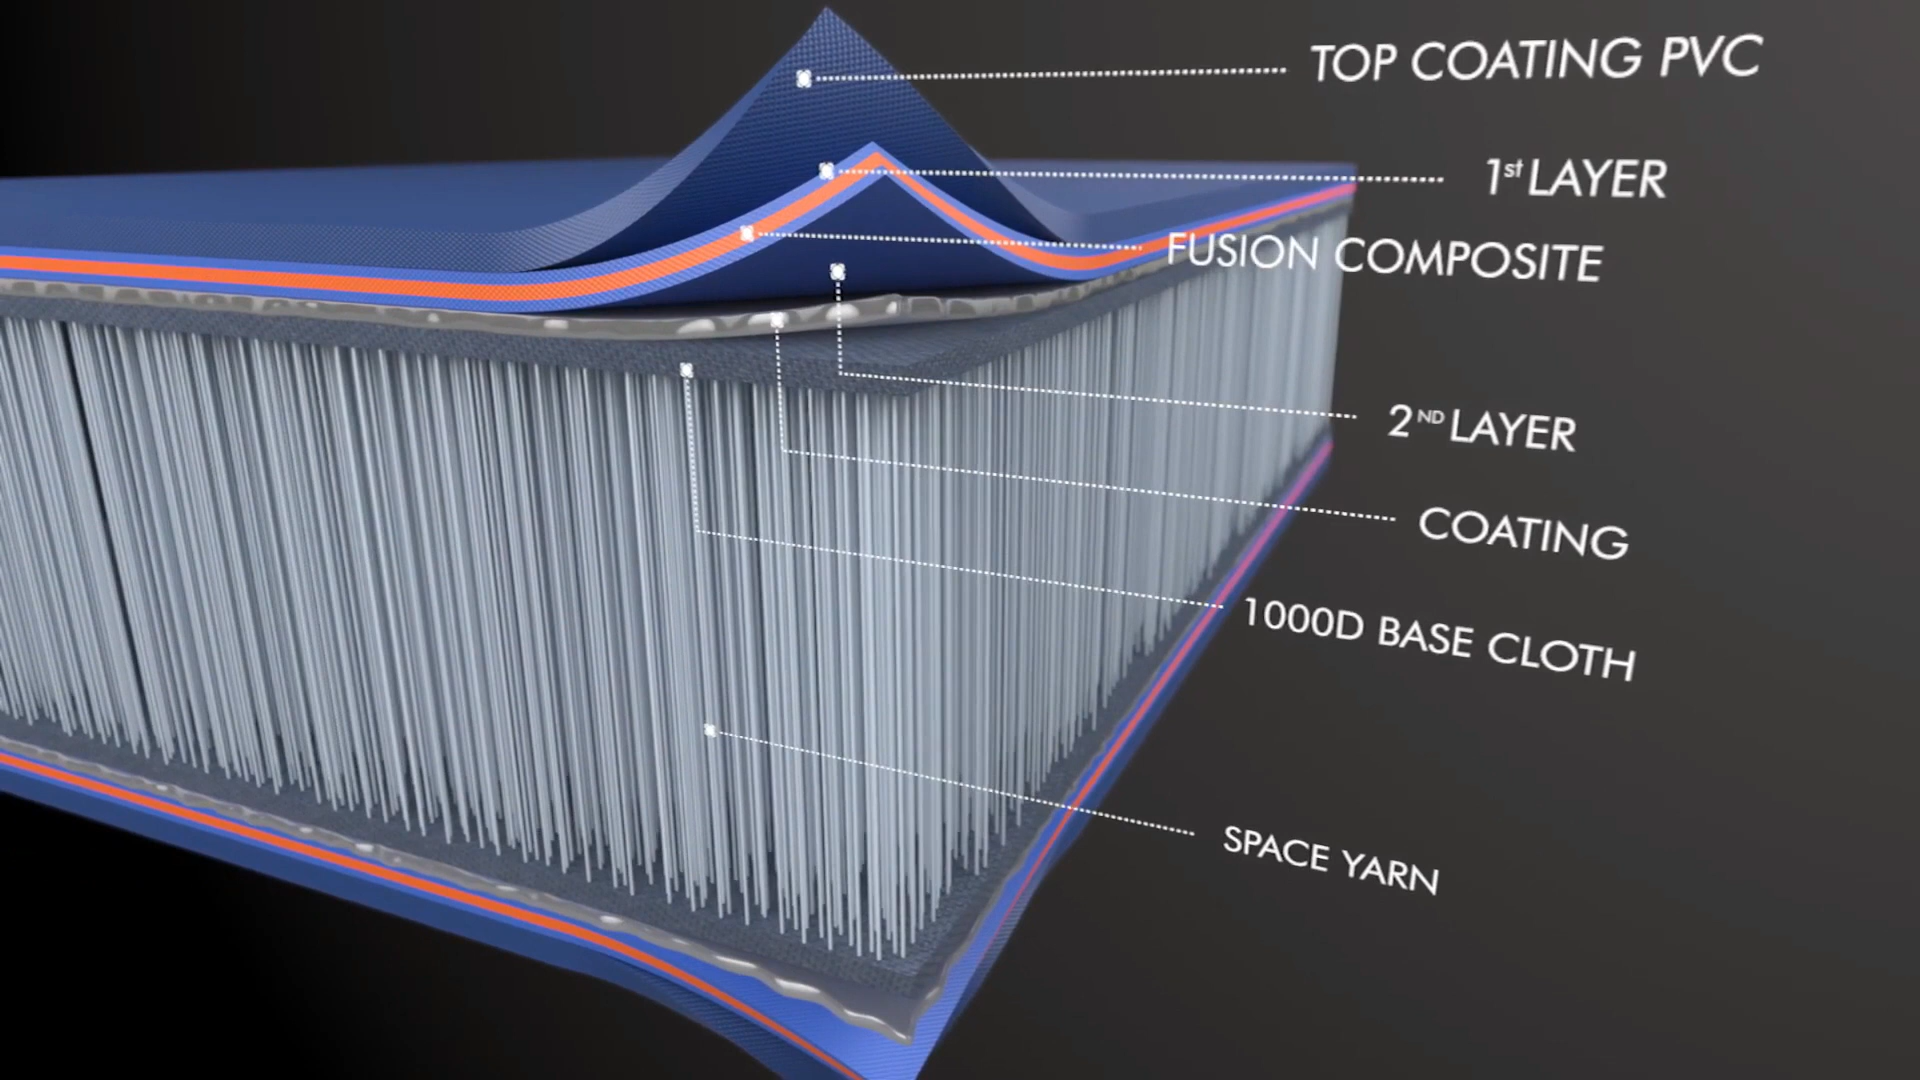 TOP COATING PVC
1st LAYER
FUSION COMPOSITE
2ND LAYER
COATING
1000D BASE CLOTH
SPACE YARN